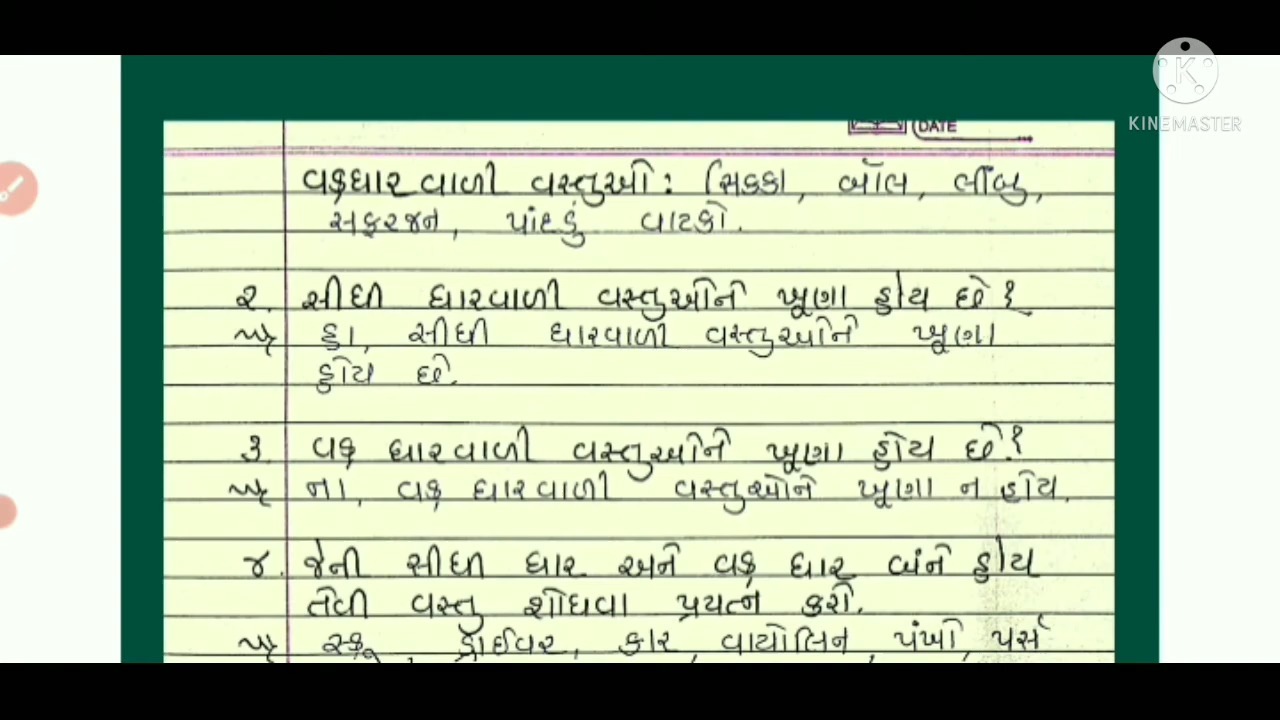 KINEMASTER
DATE
વક્રધારવાળી વસ્તુઓ: સિક્કા, બૉલ, લીંબુ,
સફરજન, પાંદડું વાટકો.
૨. સીધી ધારવાળી વસ્તુઓને ખૂણા હોય છે?
હા, સીધી ધારવાળી વસ્તુઓને ખૂણા
હોય છે.
૩. વક્ર ધારવાળી વસ્તુઓને ખૂણા હોય છે?
ના, વક્ર ધારવાળી વસ્તુઓને ખૂણા ન હોય.
૪. જેની સીધી ધાર અને વક્ર ધાર બંને હોય
તેવી વસ્તુ શોધવા પ્રયત્ન કરો.
સ્ક્રૂ ડ્રાઈવર, કાર, વાયોલિન, પંખો, પર્સ